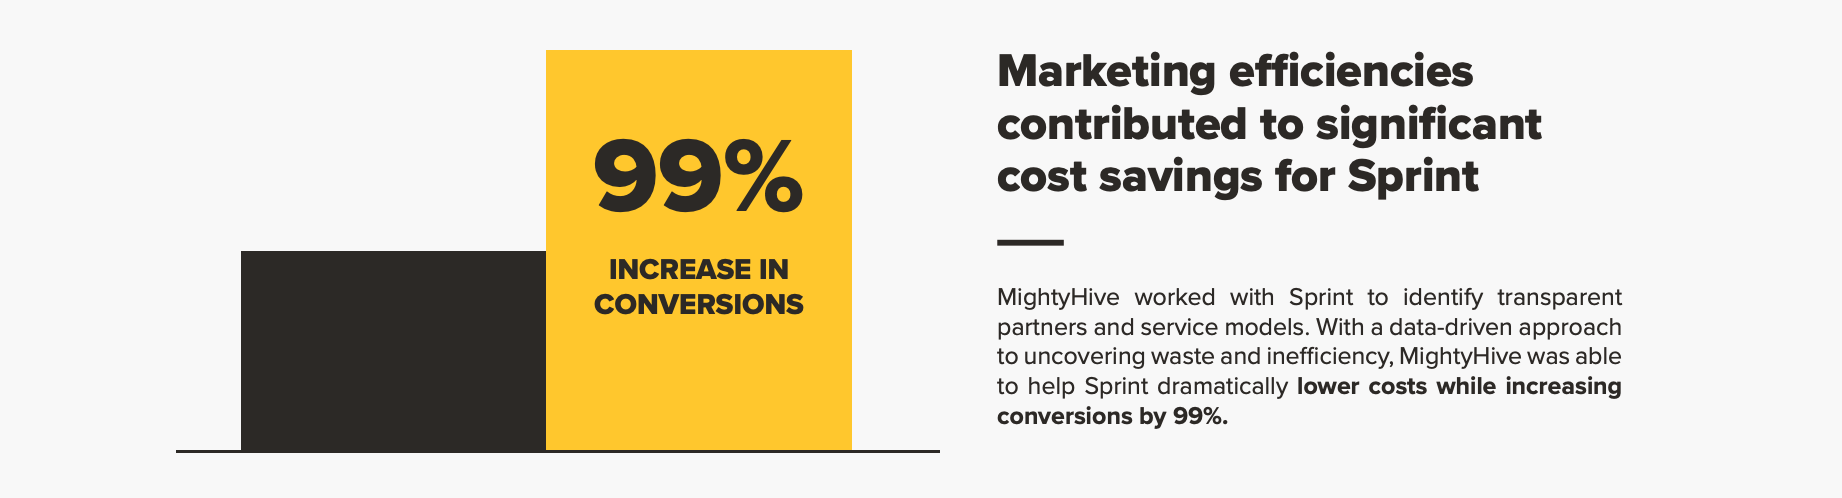 99%
INCREASE IN
CONVERSIONS
Marketing efficiencies
contributed to significant
cost savings for Sprint
MightyHive worked with Sprint to identify transparent
partners and service models. With a data-driven approach
to uncovering waste and inefficiency, MightyHive was able
to help Sprint dramatically lower costs while increasing
conversions by 99%.